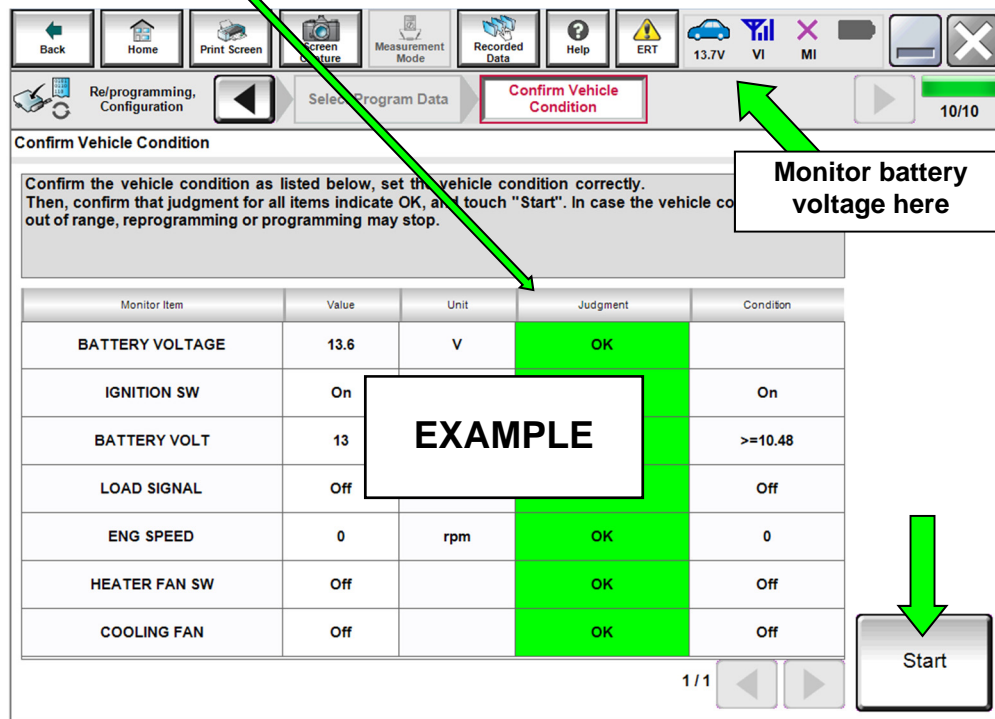 Back
Home
Print Screen
Screen Capture
Measurement Mode
Recorded Data
Help
ERT
13.7V
VI
MI
Re/programming, Configuration
Select Program Data
Confirm Vehicle Condition
10/10
Confirm Vehicle Condition
Monitor battery voltage here
Confirm the vehicle condition as listed below, set the vehicle condition correctly.
Then, confirm that judgment for all items indicate OK, and touch "Start". In case the vehicle
out of range, reprogramming or programming may stop.
Monitor Item Value Unit Judgment Condition
BATTERY VOLTAGE 13.6 V OK
IGNITION SW On On
BATTERY VOLT 13 >=10.48
EXAMPLE
LOAD SIGNAL Off Off
ENG SPEED 0 rpm OK 0
HEATER FAN SW Off OK Off
COOLING FAN Off OK Off
Start
1/1